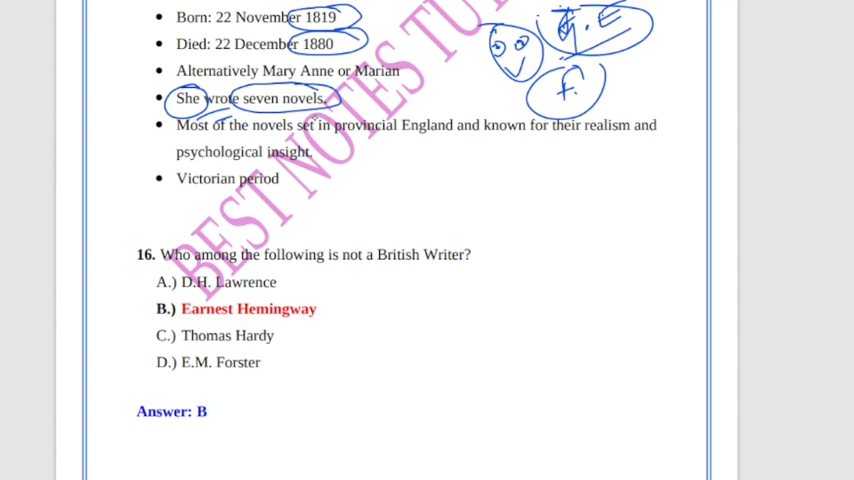 • Born: 22 November 1819
G.E
• Died: 22 December 1880
• Alternatively Mary Anne or Marian
f.
• She wrote seven novels.
• Most of the novels set in provincial England and known for their realism and
psychological insight.
• Victorian period
BEST NOTES TU
16. Who among the following is not a British Writer?
A.) D.H. Lawrence
B.) Earnest Hemingway
C.) Thomas Hardy
D.) E.M. Forster
Answer: B